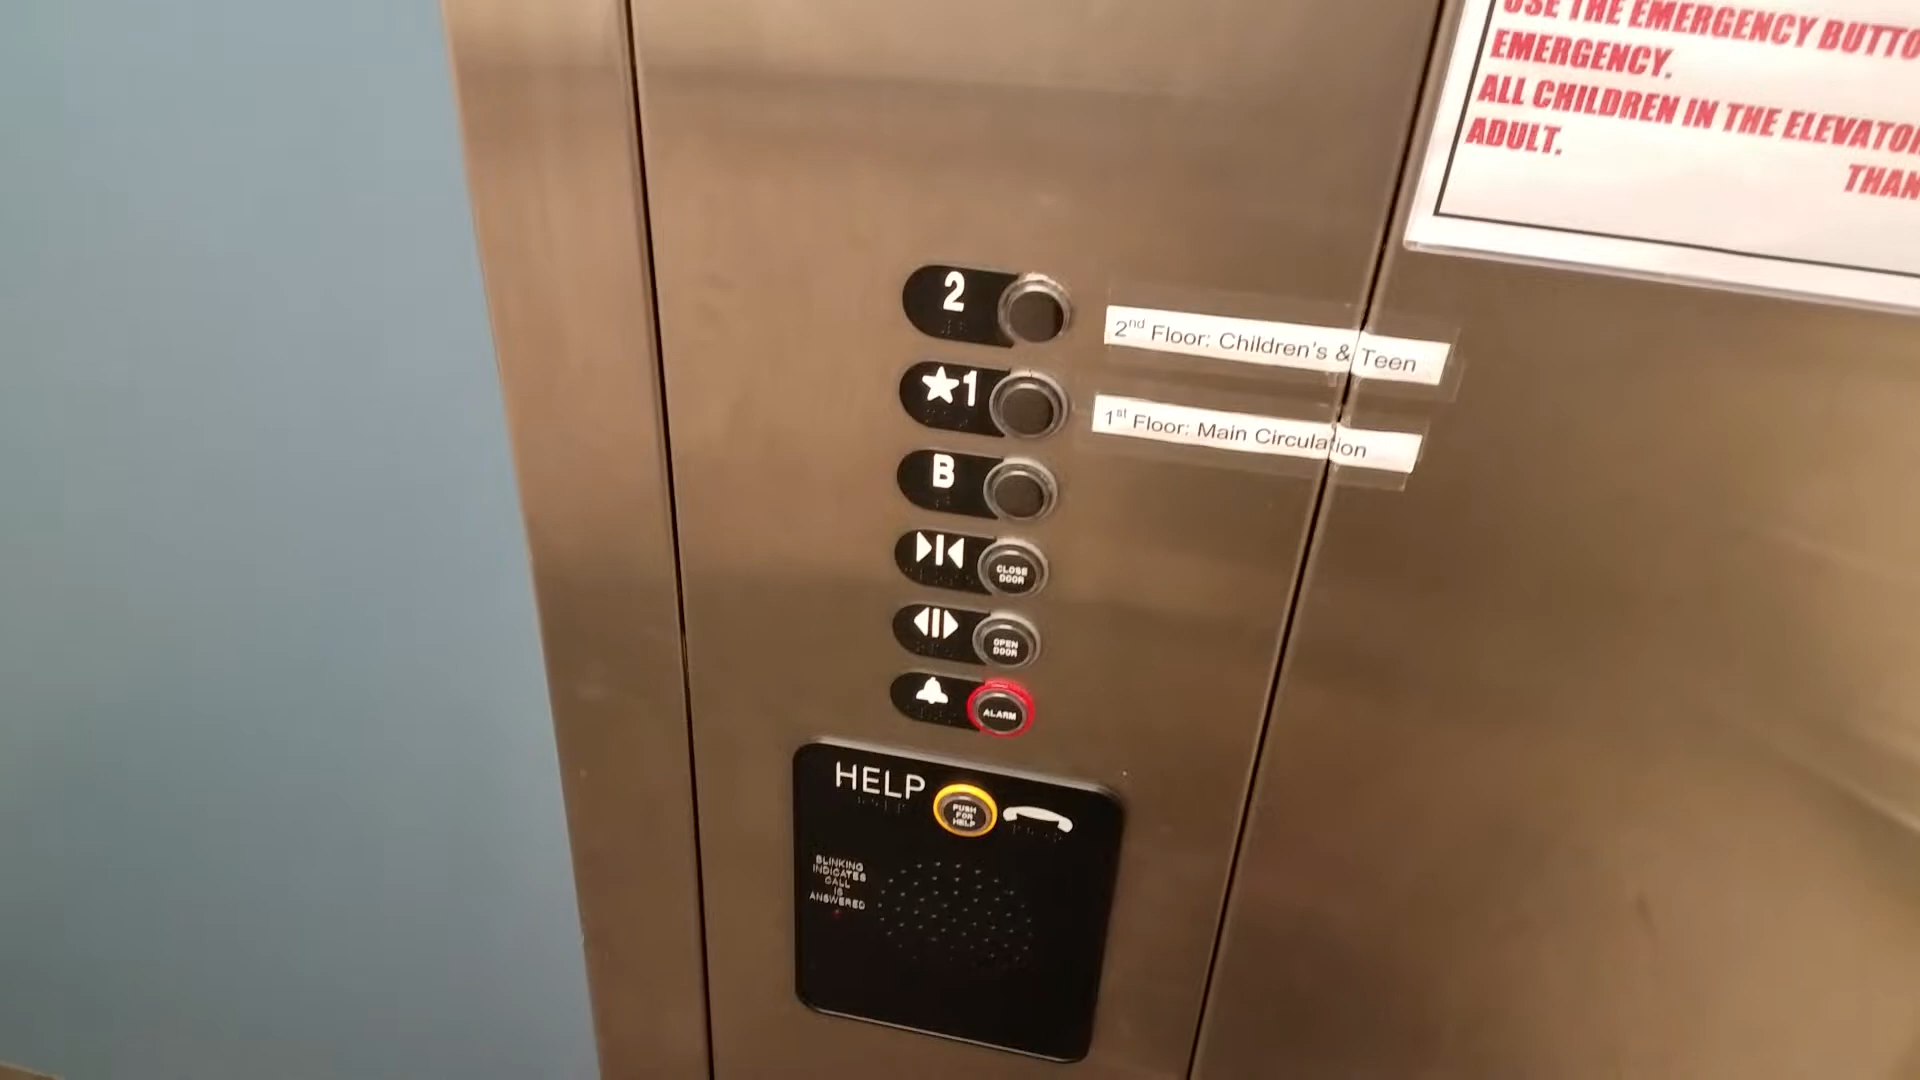 USE THE EMERGENCY BUTTO
EMERGENCY.
ALL CHILDREN IN THE ELEVATOR
ADULT.
THAN
2
2nd Floor: Children's & Teen
★1
1st Floor: Main Circulation
B
CLOSE
DOOR
OPEN
DOOR
ALARM
HELP
PUSH
FOR
HELP
BLINKING
INDICATES
CALL
IS
ANSWERED